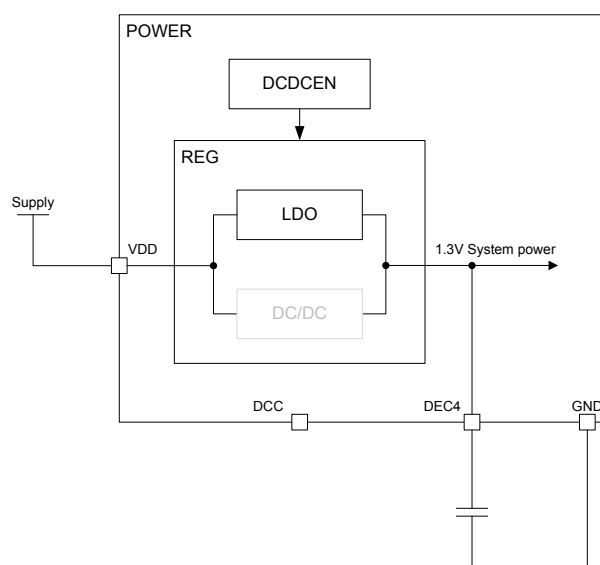 POWER
DCDCEN
REG
LDO
Supply
VDD
1.3V System power
DC/DC
DCC
DEC4
GND